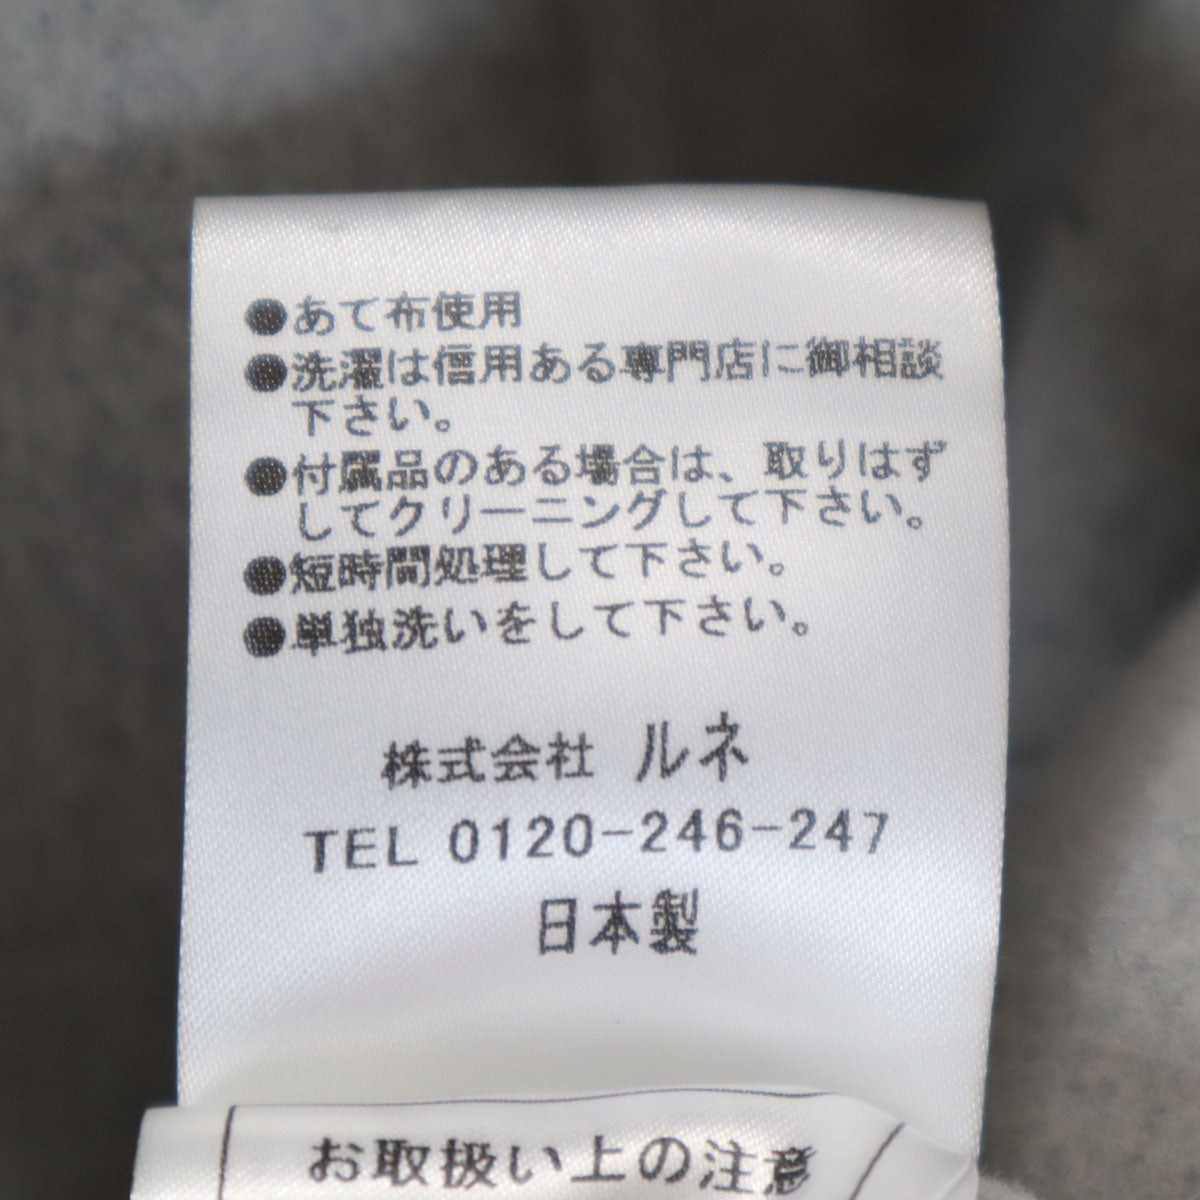 ●あて布使用
●洗濯は信用ある専門店に御相談
下さい。
●付属品のある場合は、取りはず
してクリーニングして下さい。
●短時間処理して下さい。
●単独洗いをして下さい。
株式会社 ルネ
TEL 0120-246-247
日本製
お取扱い上の注意